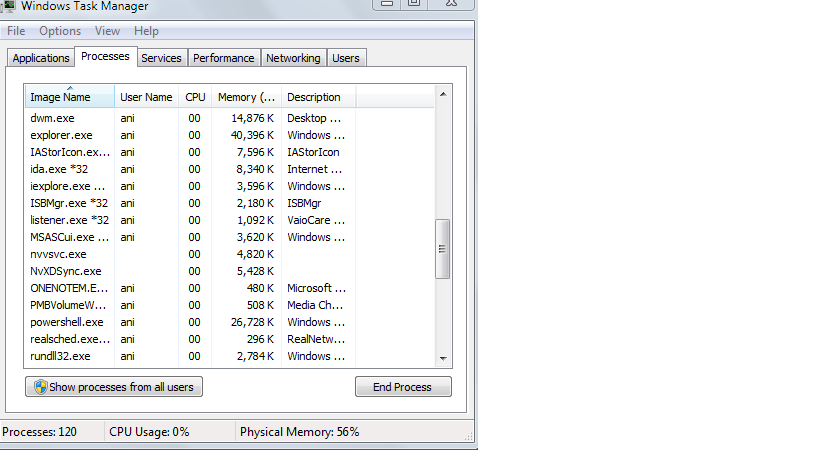 Windows Task Manager
File Options View Help
Applications Processes Services Performance Networking Users
Image Name User Name CPU Memory (... Description
dwm.exe ani 00 14,876 K Desktop ...
explorer.exe ani 00 40,396 K Windows ...
IAStorIcon.ex... ani 00 7,596 K IAStorIcon
ida.exe *32 ani 00 8,340 K Internet ...
iexplore.exe ... ani 00 3,596 K Windows ...
ISBMgr.exe *32 ani 00 2,180 K ISBMgr
listener.exe *32 ani 00 1,092 K VaioCare ...
MSASCui.exe ... ani 00 3,620 K Windows ...
nvvsvc.exe 00 4,820 K
NvXDSync.exe 00 5,428 K
ONENOTEM.E... ani 00 480 K Microsoft ...
PMBVolumeW... ani 00 508 K Media Ch...
powershell.exe ani 00 26,728 K Windows ...
realsched.exe... ani 00 296 K RealNetw...
rundll32.exe ani 00 2,784 K Windows ...
Show processes from all users End Process
Processes: 120 CPU Usage: 0% Physical Memory: 56%